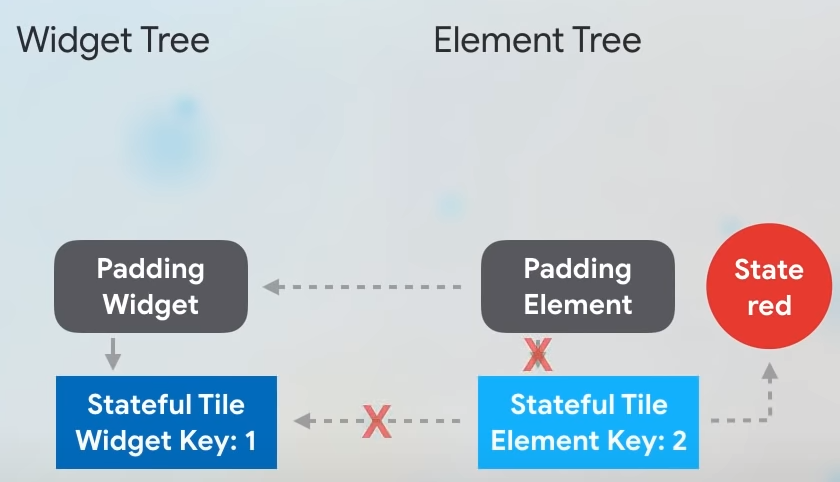 Widget Tree
Element Tree
Padding
Widget
Padding
Element
State
red
Stateful Tile
Widget Key: 1
Stateful Tile
Element Key: 2
X
X